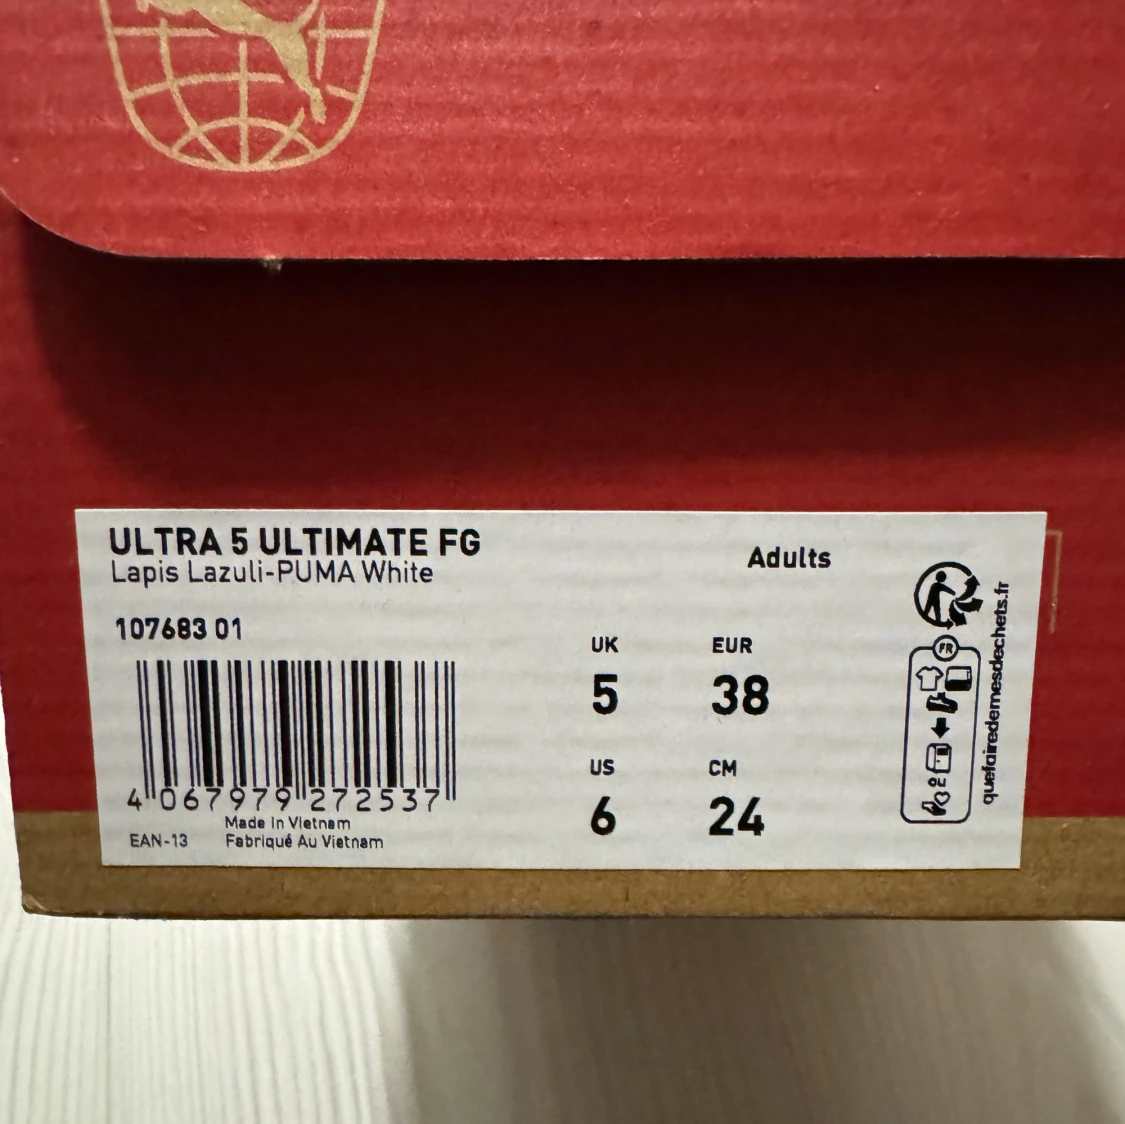 ULTRA 5 ULTIMATE FG
Lapis Lazuli-PUMA White
Adults
107683 01
UK
EUR
5
38
US
CM
6
24
4 067979 272537
Made In Vietnam
EAN-13
Fabriqué Au Vietnam
FR
quefairedemesdechets.fr